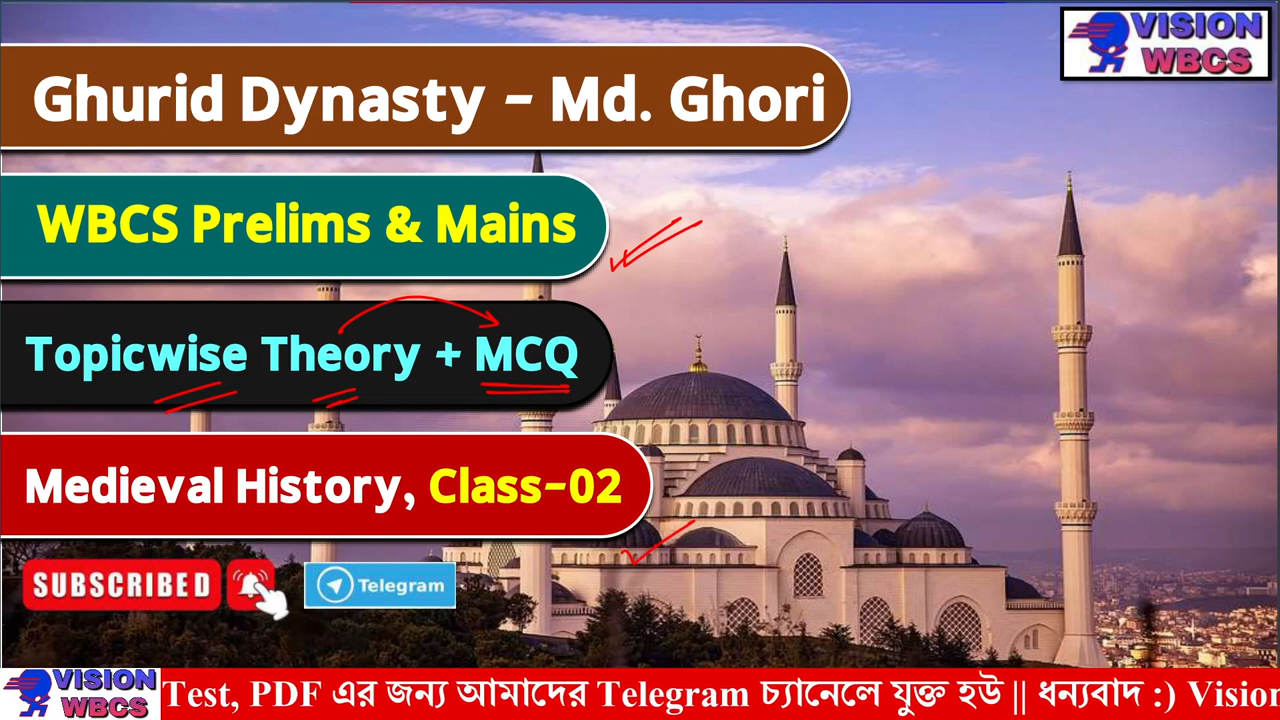 VISION
WBCS
Ghurid Dynasty - Md. Ghori
WBCS Prelims & Mains
Topicwise Theory + MCQ
Medieval History, Class-02
SUBSCRIBED
Telegram
VISION
WBCS
Test, PDF এর জন্য আমাদের Telegram চ্যানেলে যুক্ত হউ || ধন্যবাদ :) Vision